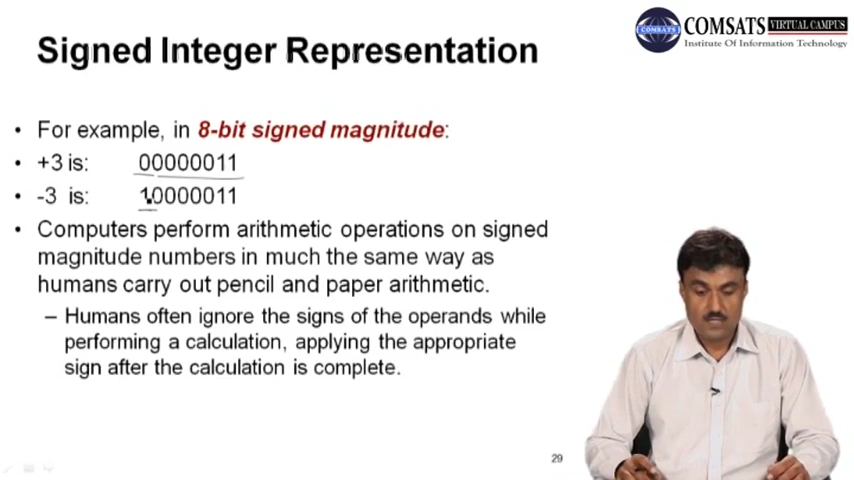 COMSATS VIRTUAL CAMPUS
Institute Of Information Technology
COMSATS
Signed Integer Representation
• For example, in 8-bit signed magnitude:
• +3 is: 00000011
• -3 is: 10000011
• Computers perform arithmetic operations on signed
magnitude numbers in much the same way as
humans carry out pencil and paper arithmetic.
– Humans often ignore the signs of the operands while
performing a calculation, applying the appropriate
sign after the calculation is complete.
29